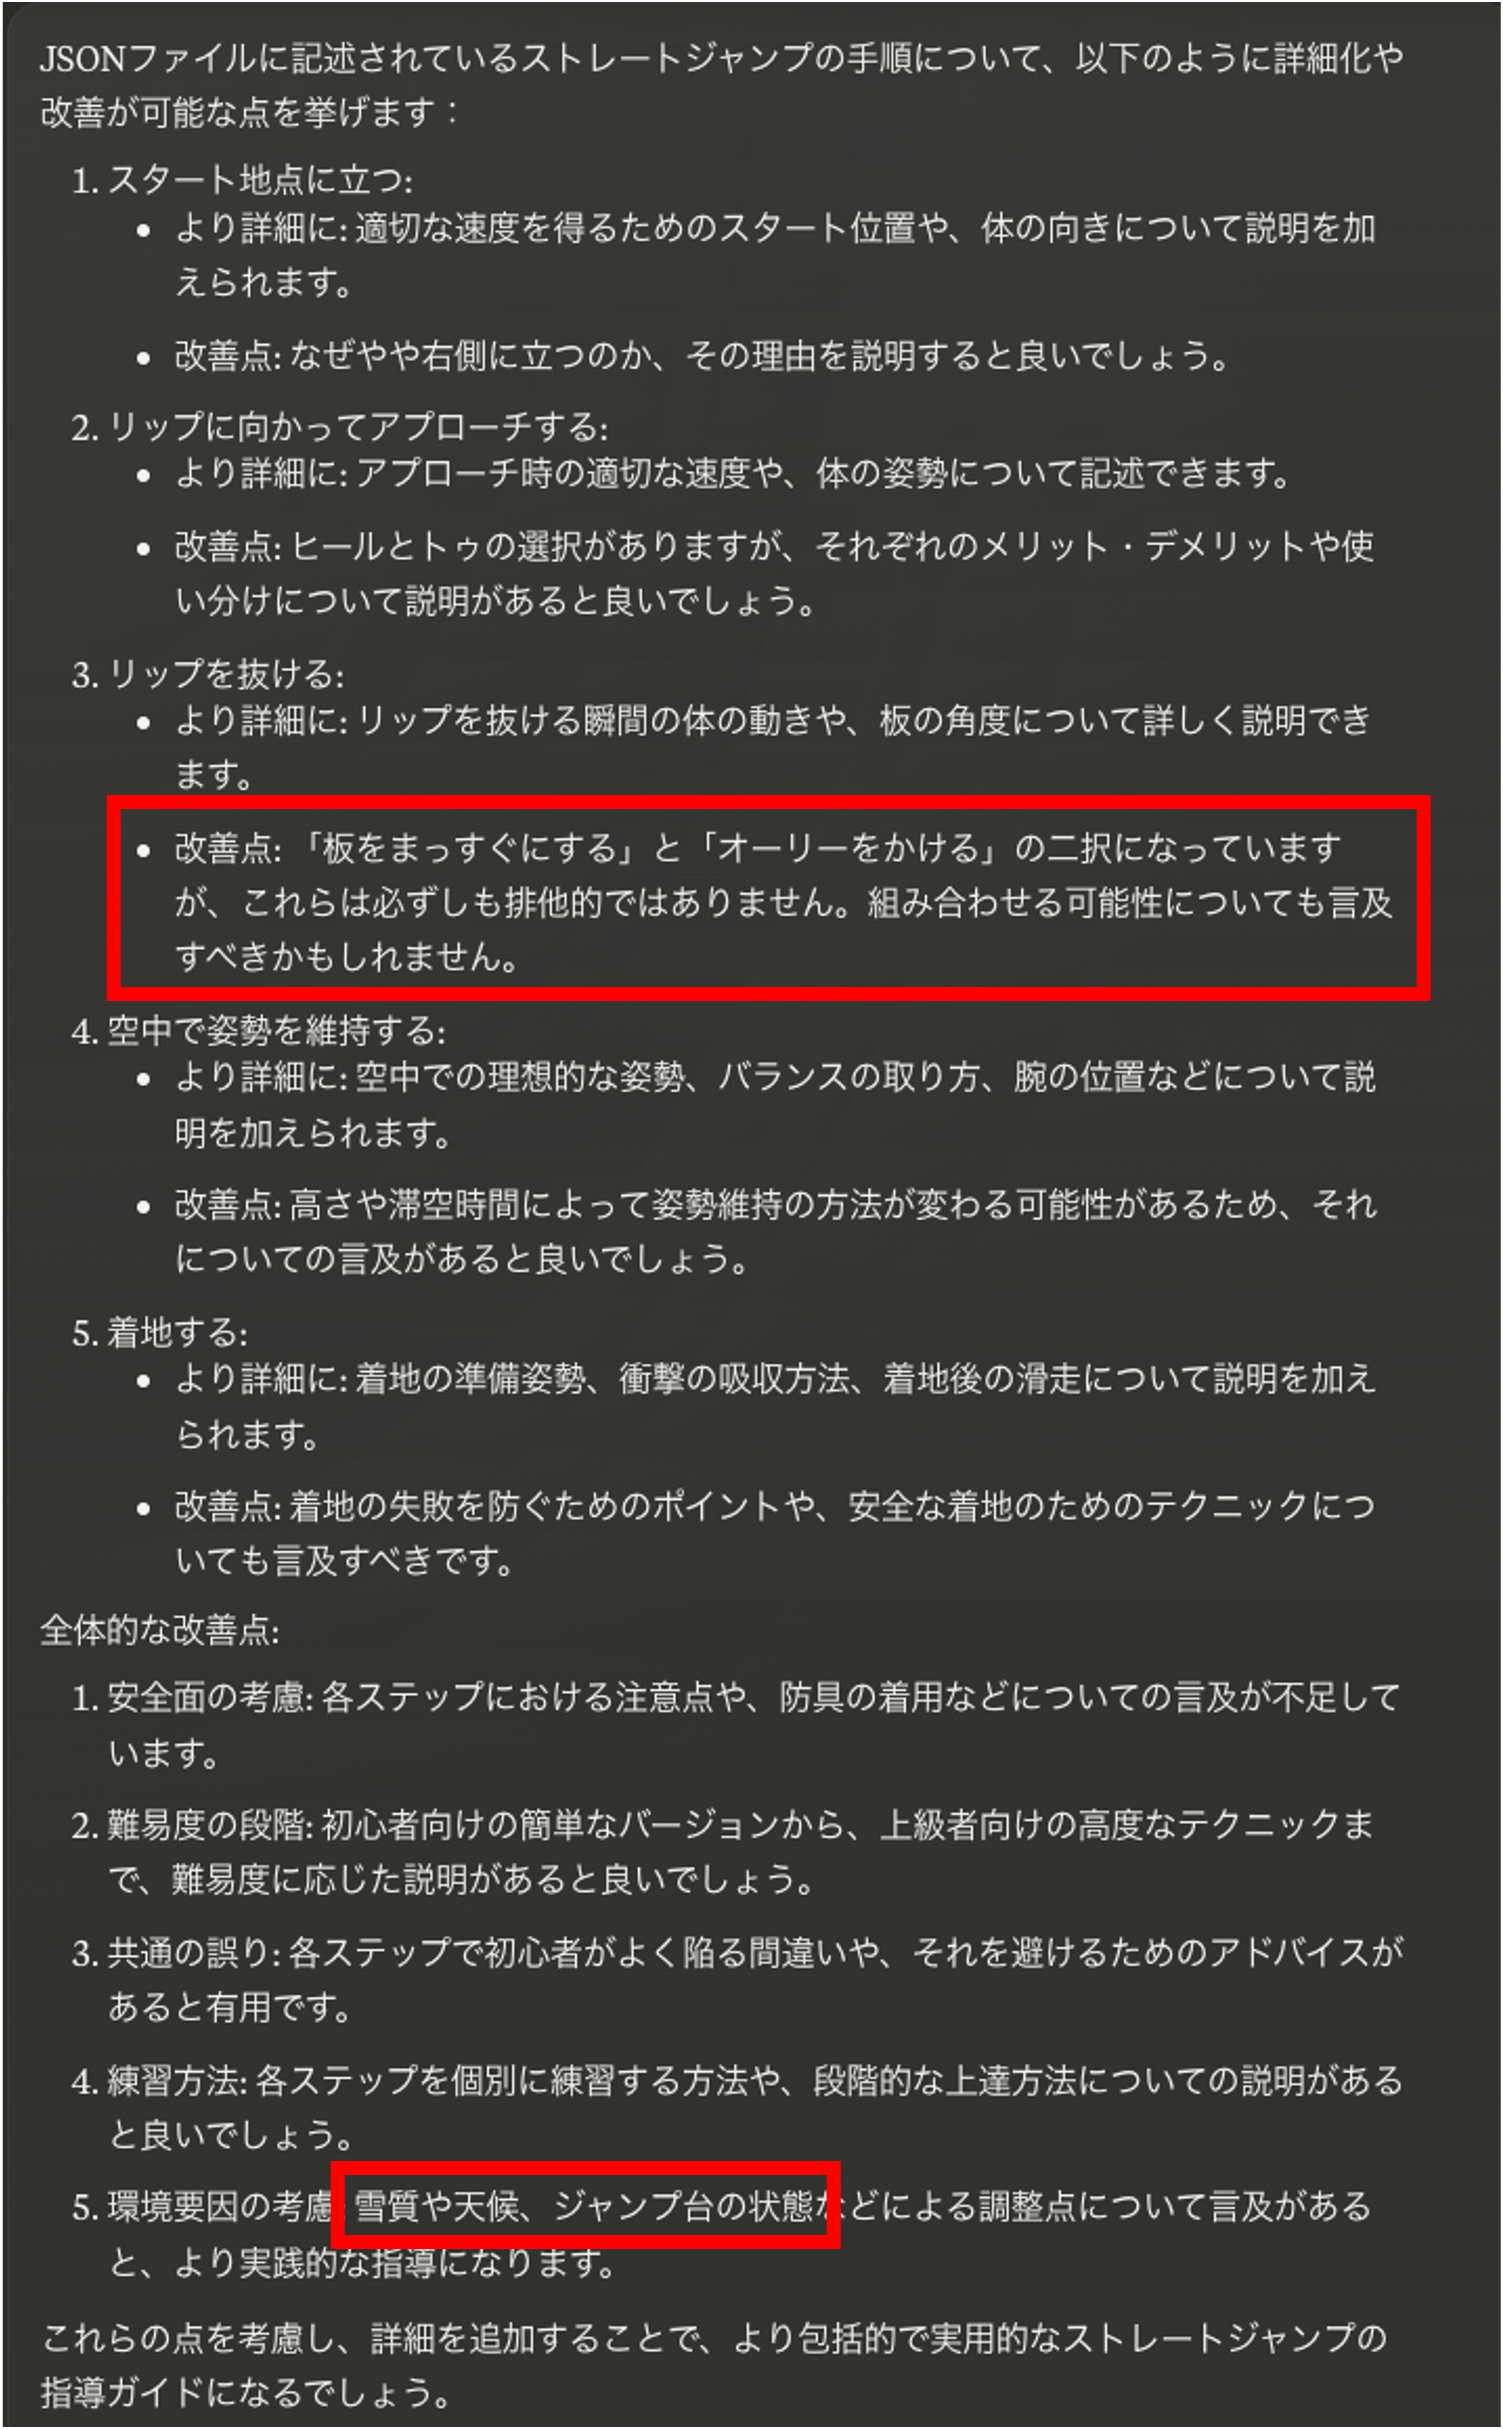 JSONファイルに記述されているストレートジャンプの手順について、以下のように詳細化や
改善が可能な点を挙げます：
1. スタート地点に立つ:
• より詳細に: 適切な速度を得るためのスタート位置や、体の向きについて説明を加
えられます。
• 改善点: なぜやや右側に立つのか、その理由を説明すると良いでしょう。
2. リップに向かってアプローチする:
• より詳細に: アプローチ時の適切な速度や、体の姿勢について記述できます。
• 改善点: ヒールとトゥの選択がありますが、それぞれのメリット・デメリットや使
い分けについて説明があると良いでしょう。
3. リップを抜ける:
• より詳細に: リップを抜ける瞬間の体の動きや、板の角度について詳しく説明でき
ます。
• 改善点: 「板をまっすぐにする」と「オーリーをかける」の二択になっています
が、これらは必ずしも排他的ではありません。組み合わせる可能性についても言及
すべきかもしれません。
4. 空中で姿勢を維持する:
• より詳細に: 空中での理想的な姿勢、バランスの取り方、腕の位置などについて説
明を加えられます。
• 改善点: 高さや滞空時間によって姿勢維持の方法が変わる可能性があるため、それ
についての言及があると良いでしょう。
5. 着地する:
• より詳細に: 着地の準備姿勢、衝撃の吸収方法、着地後の滑走について説明を加え
られます。
• 改善点: 着地の失敗を防ぐためのポイントや、安全な着地のためのテクニックにつ
いても言及すべきです。
全体的な改善点:
1. 安全面の考慮: 各ステップにおける注意点や、防具の着用などについての言及が不足して
います。
2. 難易度の段階: 初心者向けの簡単なバージョンから、上級者向けの高度なテクニックま
で、難易度に応じた説明があると良いでしょう。
3. 共通の誤り: 各ステップで初心者がよく陥る間違いや、それを避けるためのアドバイスが
あると有用です。
4. 練習方法: 各ステップを個別に練習する方法や、段階的な上達方法についての説明がある
と良いでしょう。
5. 環境要因の考慮: 雪質や天候、ジャンプ台の状態などによる調整点について言及がある
と、より実践的な指導になります。
これらの点を考慮し、詳細を追加することで、より包括的で実用的なストレートジャンプの
指導ガイドになるでしょう。